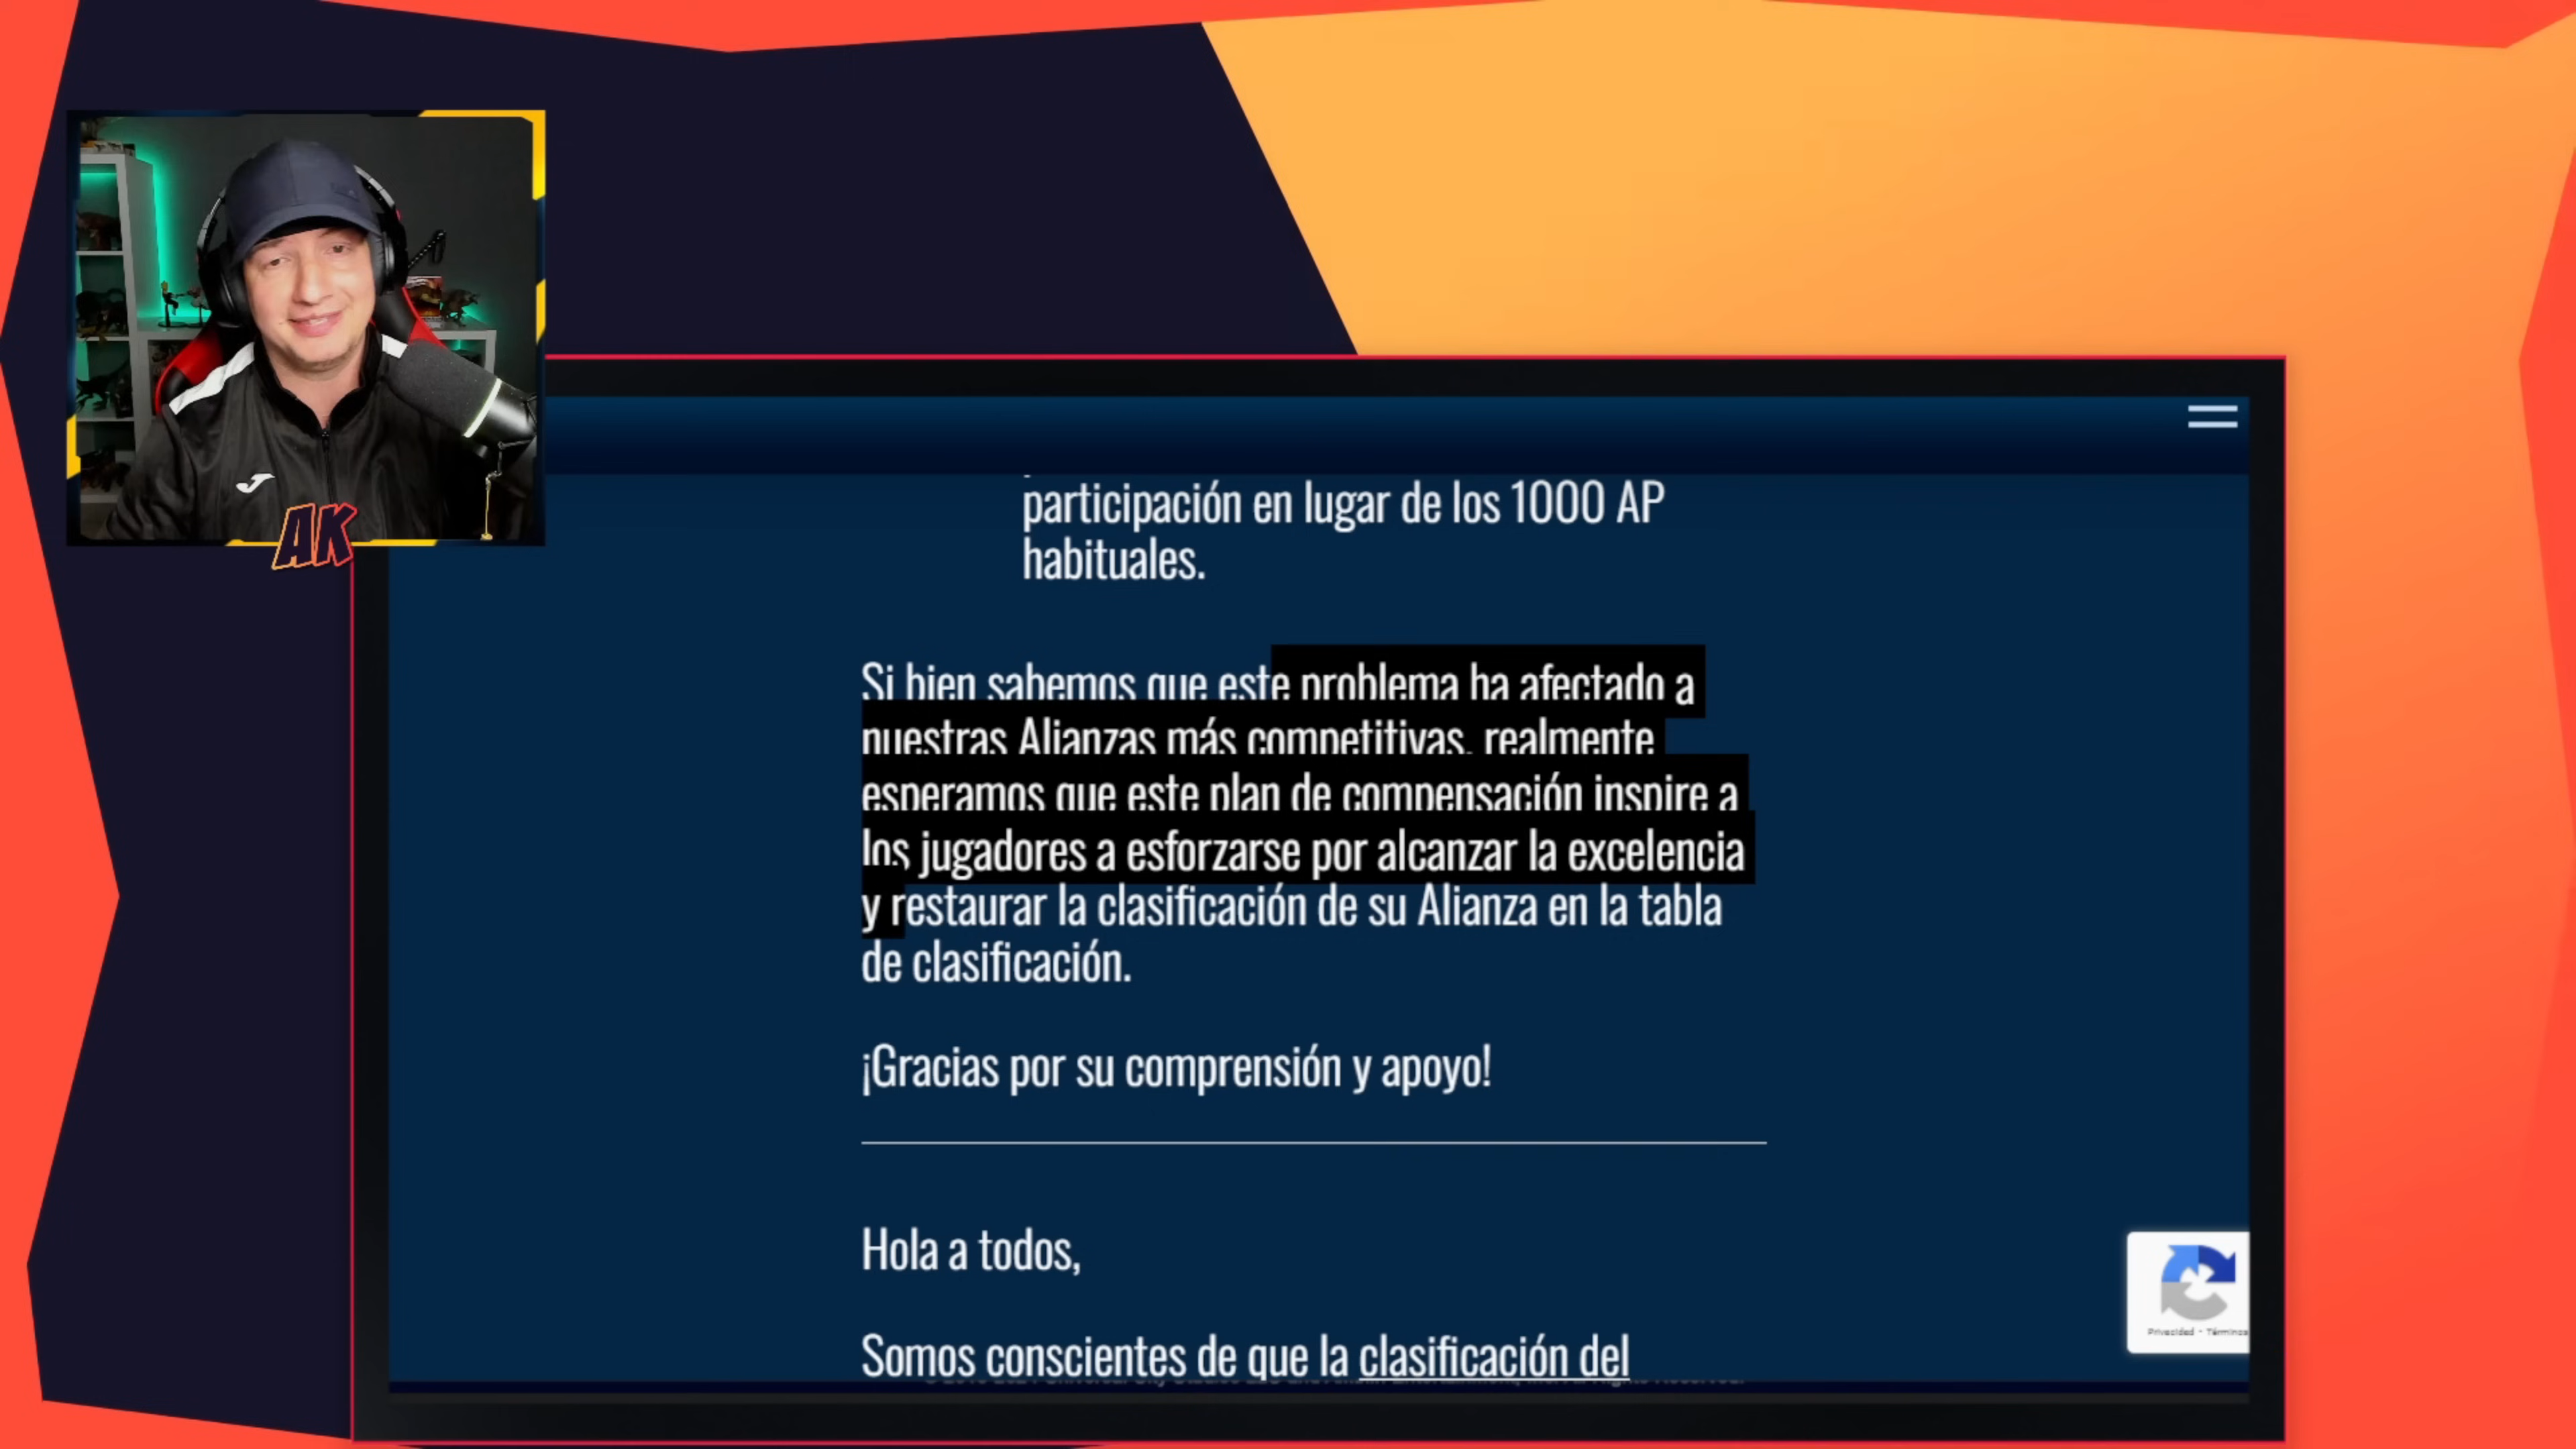 AK
participación en lugar de los 1000 AP
habituales.
Si bien sabemos que este problema ha afectado a
nuestras Alianzas más competitivas, realmente
esperamos que este plan de compensación inspire a
los jugadores a esforzarse por alcanzar la excelencia
y restaurar la clasificación de su Alianza en la tabla
de clasificación.
¡Gracias por su comprensión y apoyo!
Hola a todos,
Somos conscientes de que la clasificación del
Privacidad - Términos